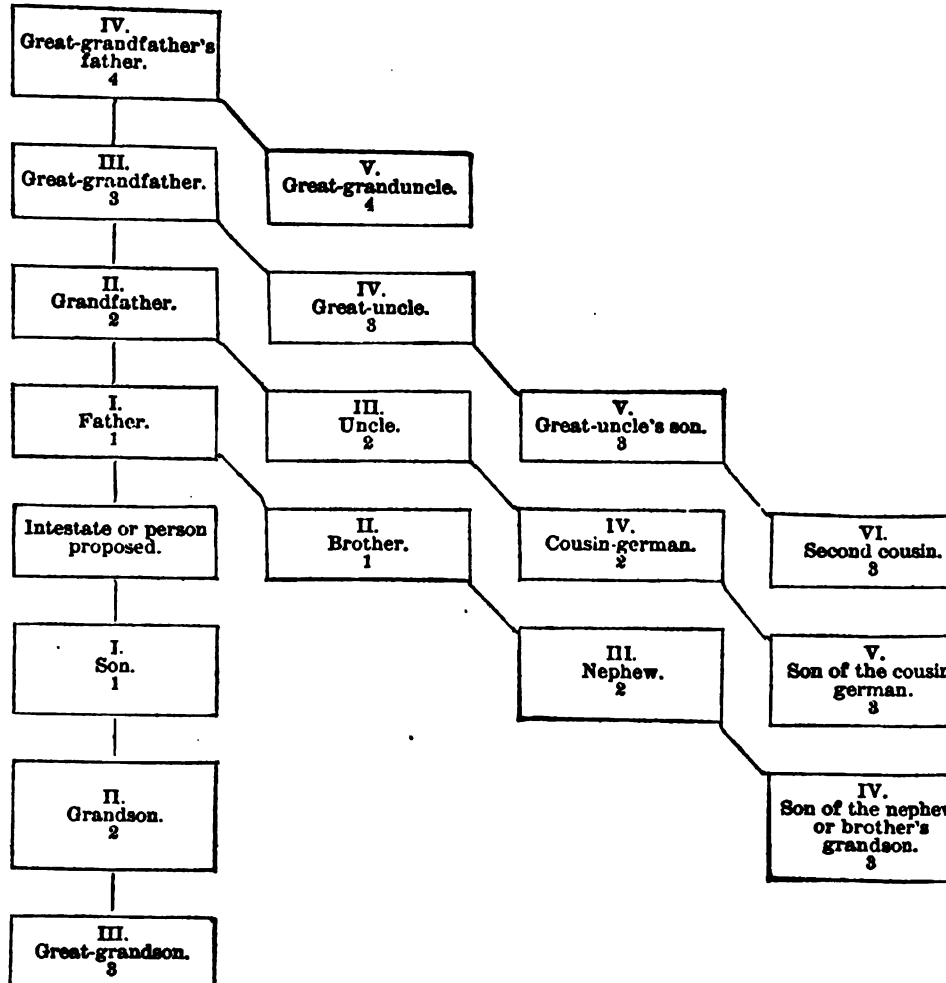 IV.
Great-grandfather's
father.
4
III.
Great-grandfather.
3
V.
Great-granduncle.
4
II.
Grandfather.
2
IV.
Great-uncle.
3
I.
Father.
1
III.
Uncle.
2
V.
Great-uncle's son.
3
Intestate or person
proposed.
II.
Brother.
1
IV.
Cousin-german.
2
VI.
Second cousin.
3
I.
Son.
1
III.
Nephew.
2
V.
Son of the cousin
german.
3
II.
Grandson.
2
IV.
Son of the nephew
or brother's
grandson.
3
III.
Great-grandson.
3